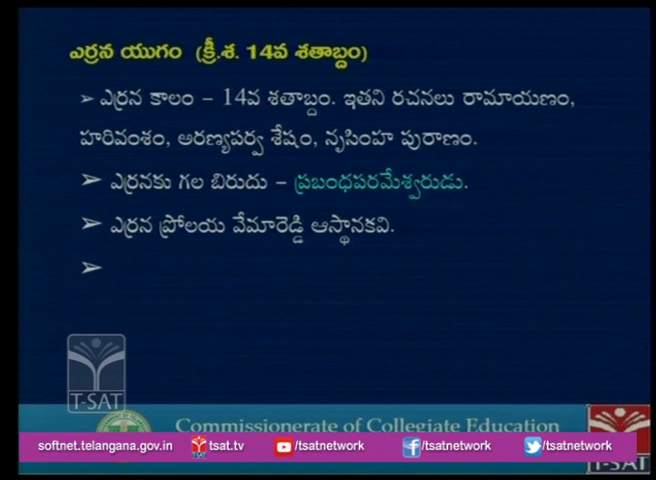 ఎర్రన యుగం (క్రీ.శ. 14వ శతాబ్దం)
➢ ఎర్రన కాలం – 14వ శతాబ్దం. ఇతని రచనలు రామాయణం,
హరివంశం, అరణ్యపర్వ శేషం, నృసింహ పురాణం.
➢ ఎర్రనకు గల బిరుదు – ప్రబంధపరమేశ్వరుడు.
➢ ఎర్రన ప్రోలయ వేమారెడ్డి ఆస్థానకవి.
➢
T-SAT
Commissionerate of Collegiate Education
softnet.telangana.gov.in tsat.tv /tsatnetwork /tsatnetwork /tsatnetwork
T-SAT